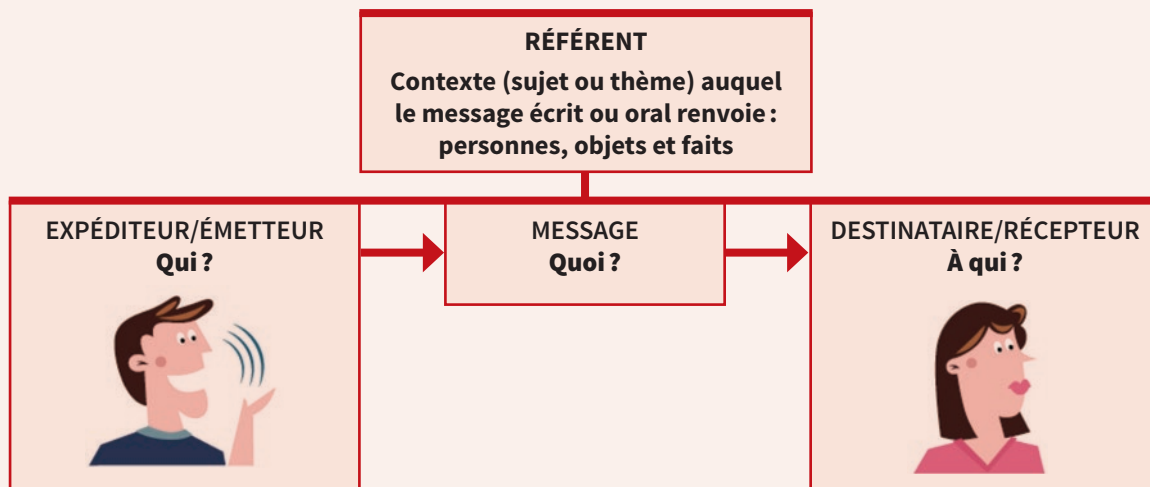 RÉFÉRENT
Contexte (sujet ou thème) auquel
le message écrit ou oral renvoie :
personnes, objets et faits
EXPÉDITEUR/ÉMETTEUR
Qui ?
MESSAGE
Quoi ?
DESTINATAIRE/RÉCEPTEUR
À qui ?